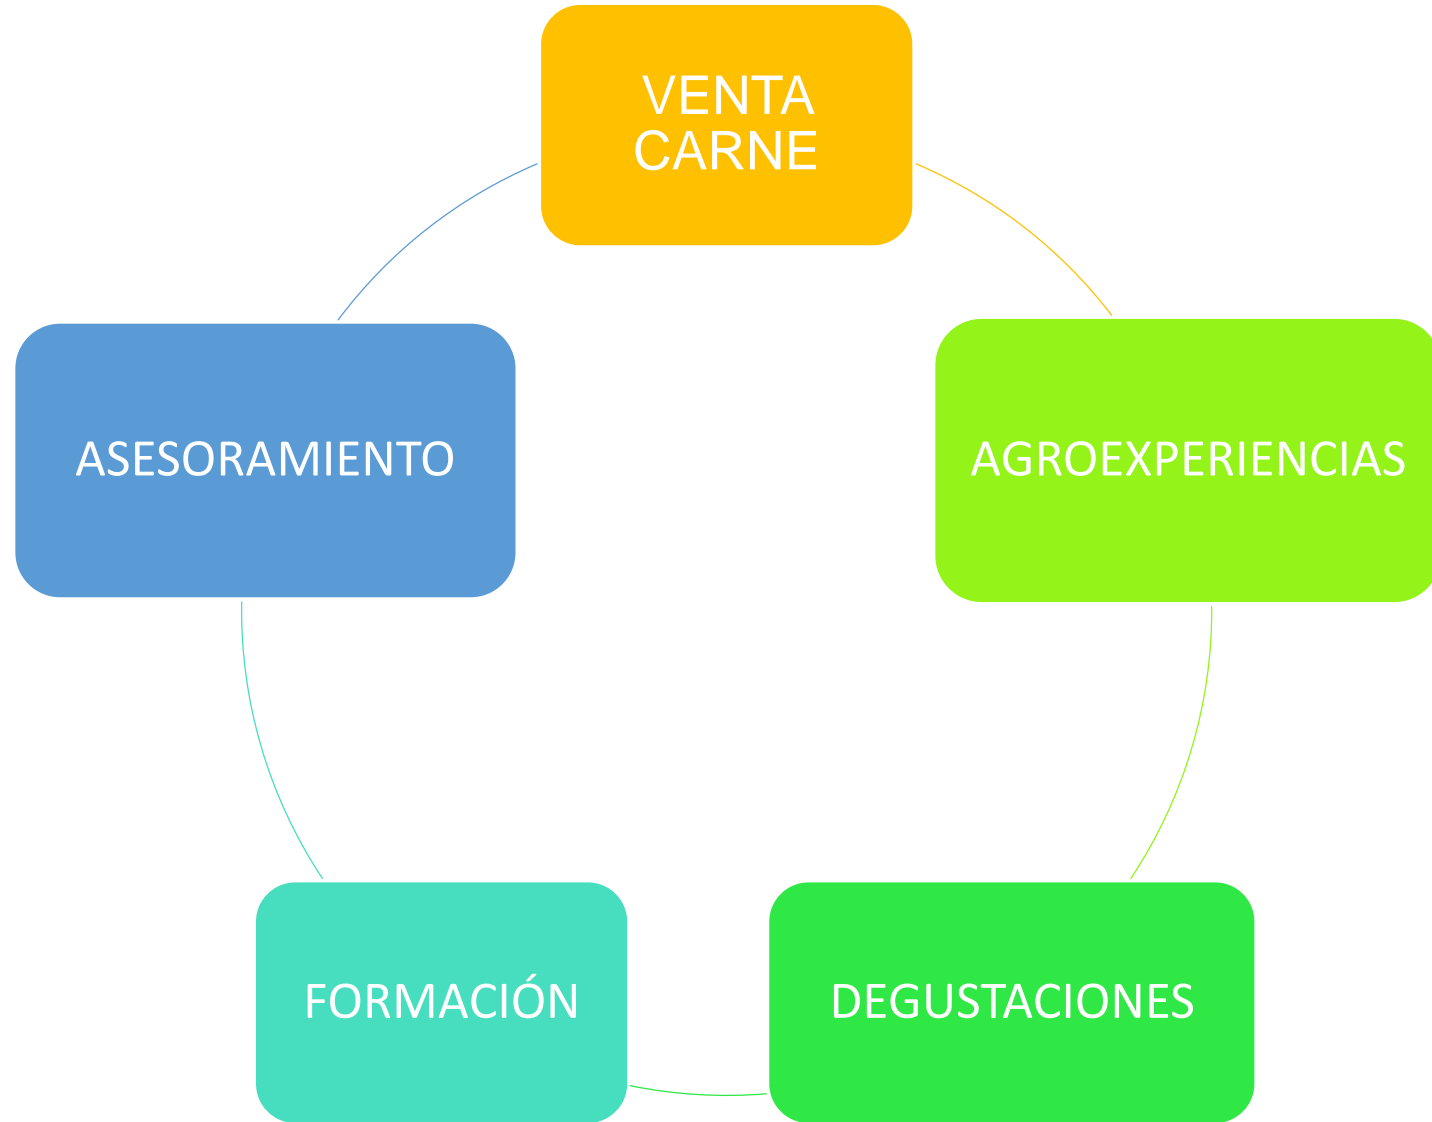 VENTA
CARNE
ASESORAMIENTO
AGROEXPERIENCIAS
FORMACIÓN
DEGUSTACIONES